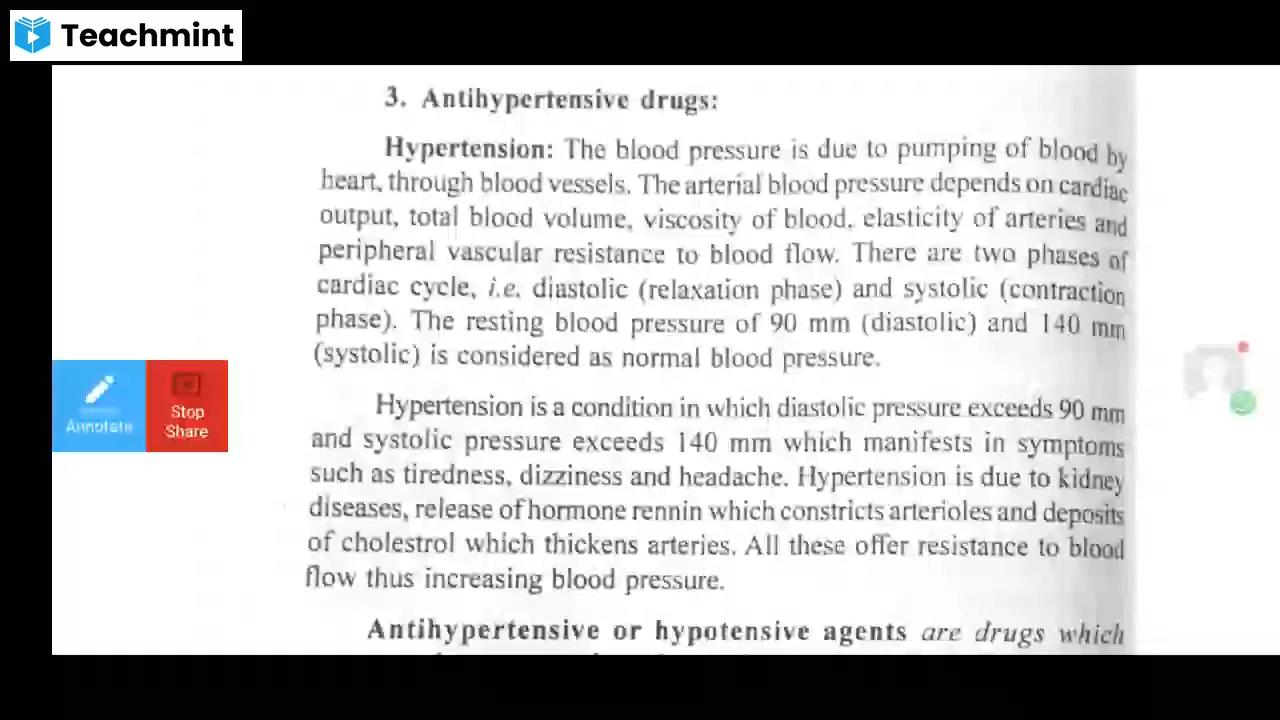 Teachmint
3. Antihypertensive drugs:
Hypertension: The blood pressure is due to pumping of blood by
heart, through blood vessels. The arterial blood pressure depends on cardiac
output, total blood volume, viscosity of blood, elasticity of arteries and
peripheral vascular resistance to blood flow. There are two phases of
cardiac cycle, i.e. diastolic (relaxation phase) and systolic (contraction
phase). The resting blood pressure of 90 mm (diastolic) and 140 mm
(systolic) is considered as normal blood pressure.
Hypertension is a condition in which diastolic pressure exceeds 90 mm
and systolic pressure exceeds 140 mm which manifests in symptoms
such as tiredness, dizziness and headache. Hypertension is due to kidney
diseases, release of hormone rennin which constricts arterioles and deposits
of cholestrol which thickens arteries. All these offer resistance to blood
flow thus increasing blood pressure.
Antihypertensive or hypotensive agents are drugs which
Annotate
Stop
Share